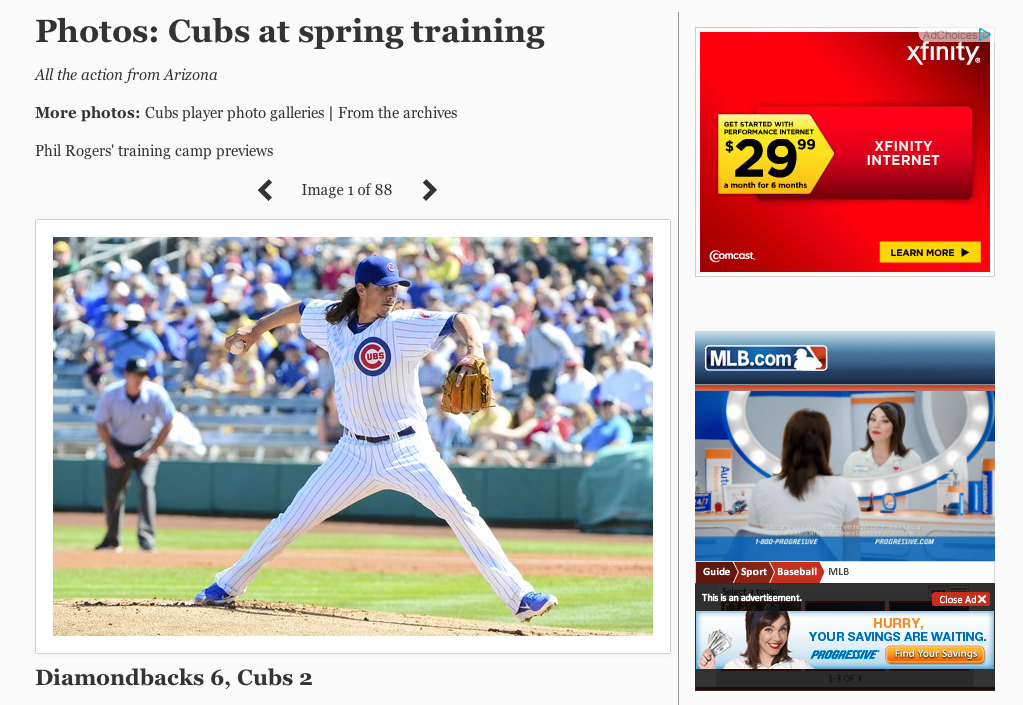 Photos: Cubs at spring training
All the action from Arizona
More photos: Cubs player photo galleries | From the archives
Phil Rogers' training camp previews
Image 1 of 88
CUBS
Diamondbacks 6, Cubs 2
AdChoices
xfinity.
GET STARTED WITH
PERFORMANCE INTERNET
$29.99
a month for 6 months
XFINITY
INTERNET
Comcast.
LEARN MORE
MLB.com
1-800-PROGRESSIVE PROGRESSIVE.COM
Guide Sport Baseball MLB
This is an advertisement.
Close Ad X
HURRY,
YOUR SAVINGS ARE WAITING.
PROGRESSIVE Find Your Savings
1-3 OF 3